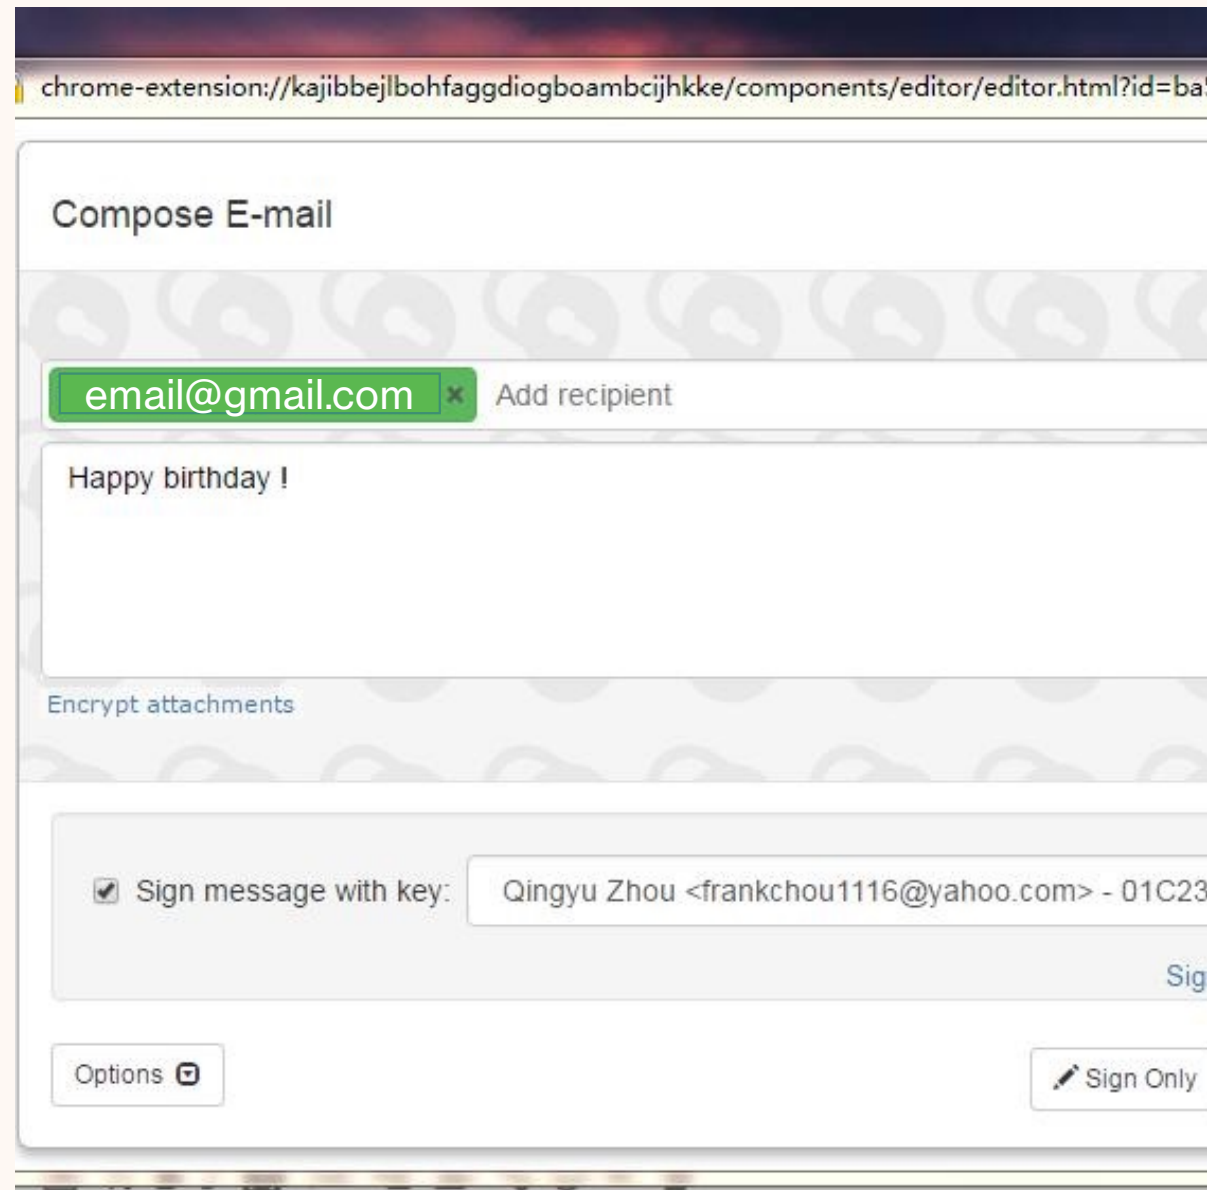 chrome-extension://kajibbejlbohfaggdiogboambcijhkke/components/editor/editor.html?id=ba
Compose E-mail
email@gmail.com × Add recipient
Happy birthday !
Encrypt attachments
Sign message with key: Qingyu Zhou <frankchou1116@yahoo.com> - 01C23
Sig
Options
Sign Only